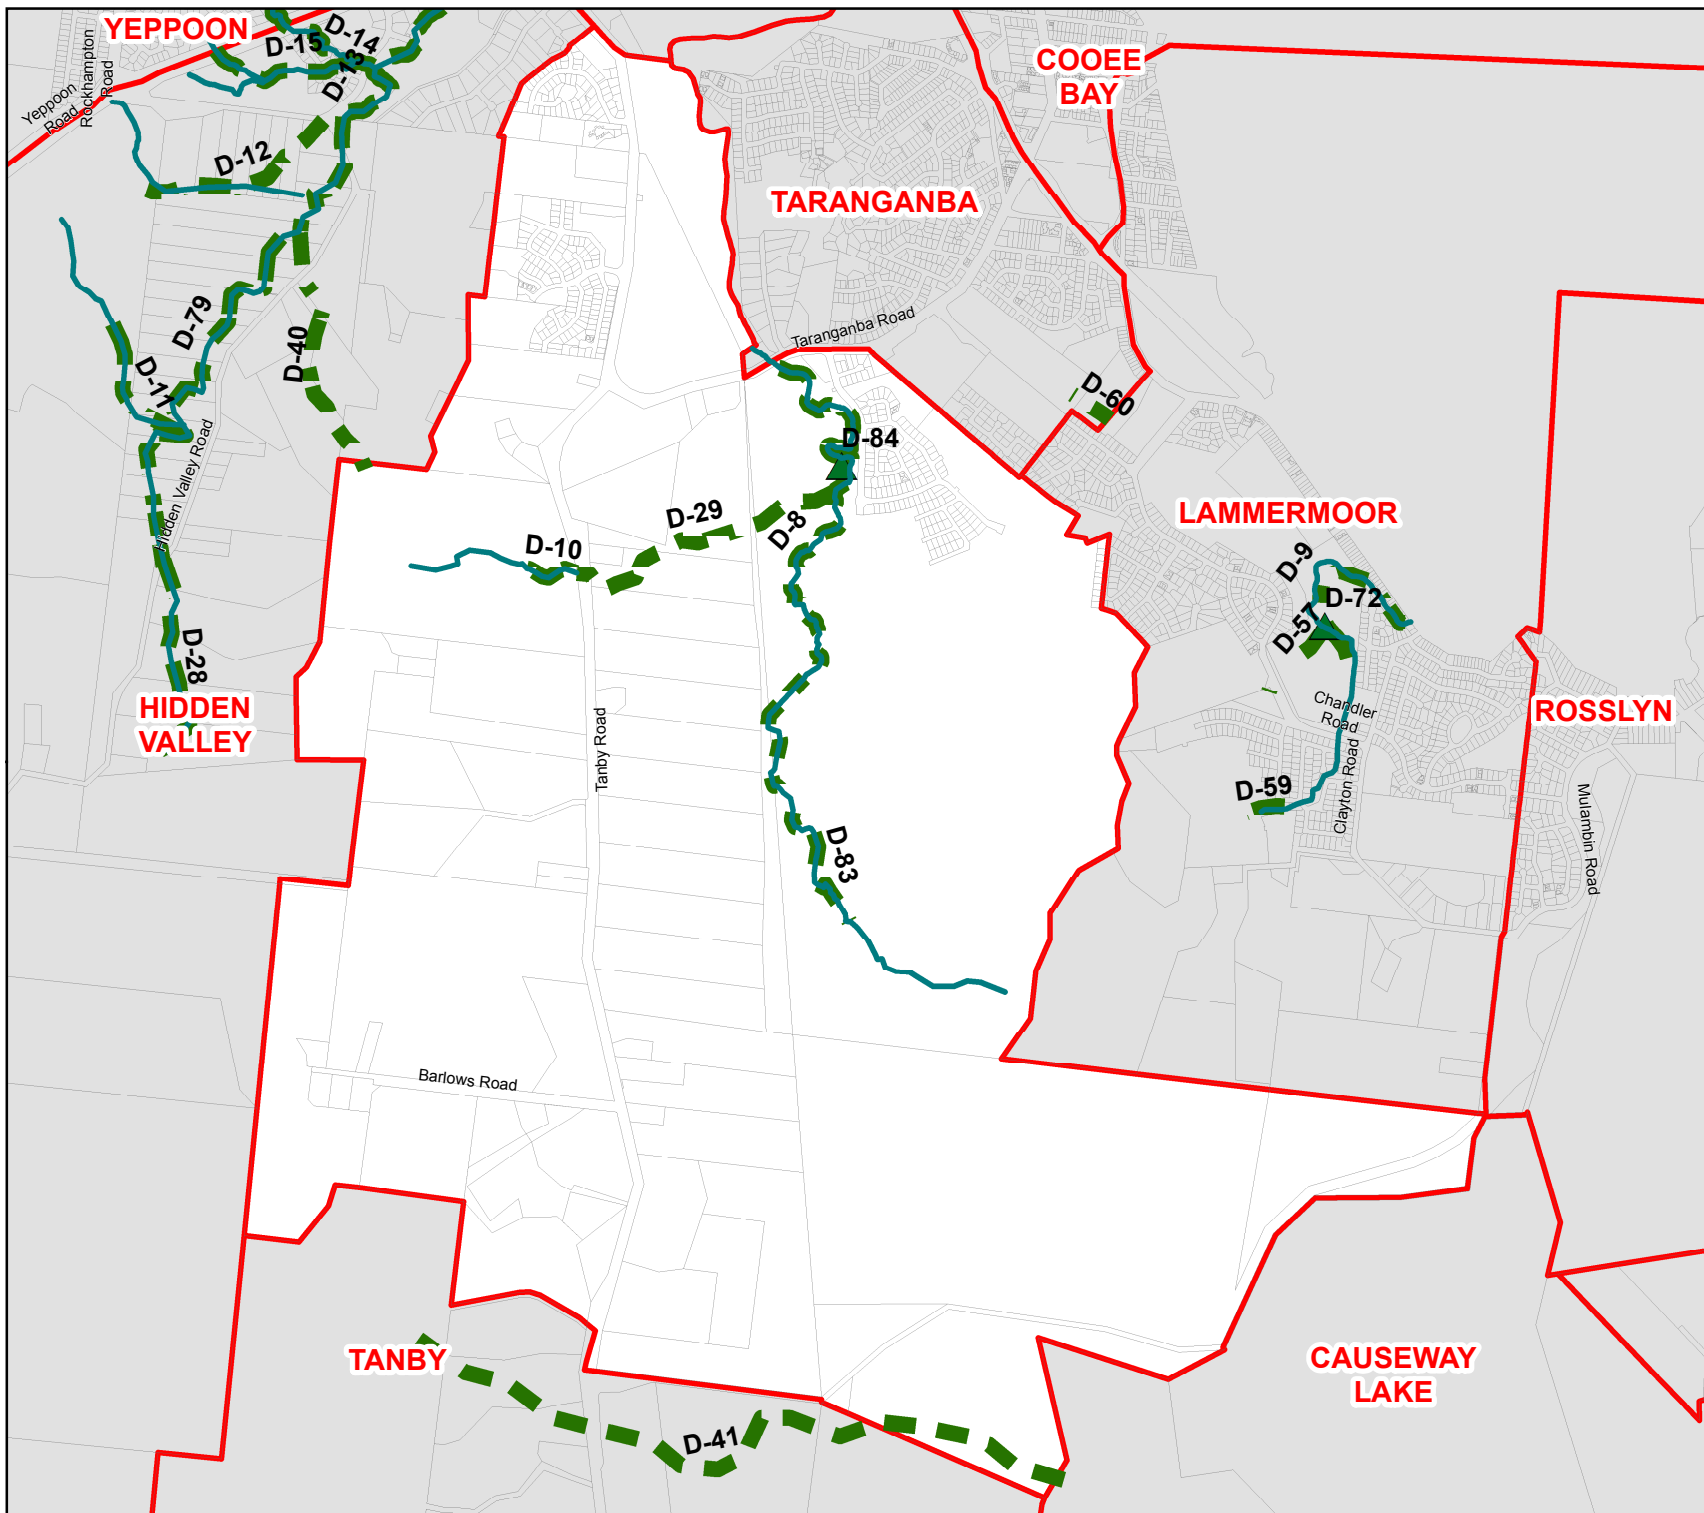 YEPPOON
D-15
D-14
D-13
COOEE
BAY
Yeppoon
Road
Rockhampton
Road
D-12
TARANGANBA
D-79
D-40
Taranganba Road
D-11
D-60
D-84
Hidden Valley Road
D-29
D-8
LAMMERMOOR
D-10
D-9
D-72
D-57
D-28
HIDDEN
VALLEY
Tanby Road
Chandler
Road
ROSSLYN
D-59
Clayton Road
Mulambin Road
D-83
Barlows Road
TANBY
D-41
CAUSEWAY
LAKE